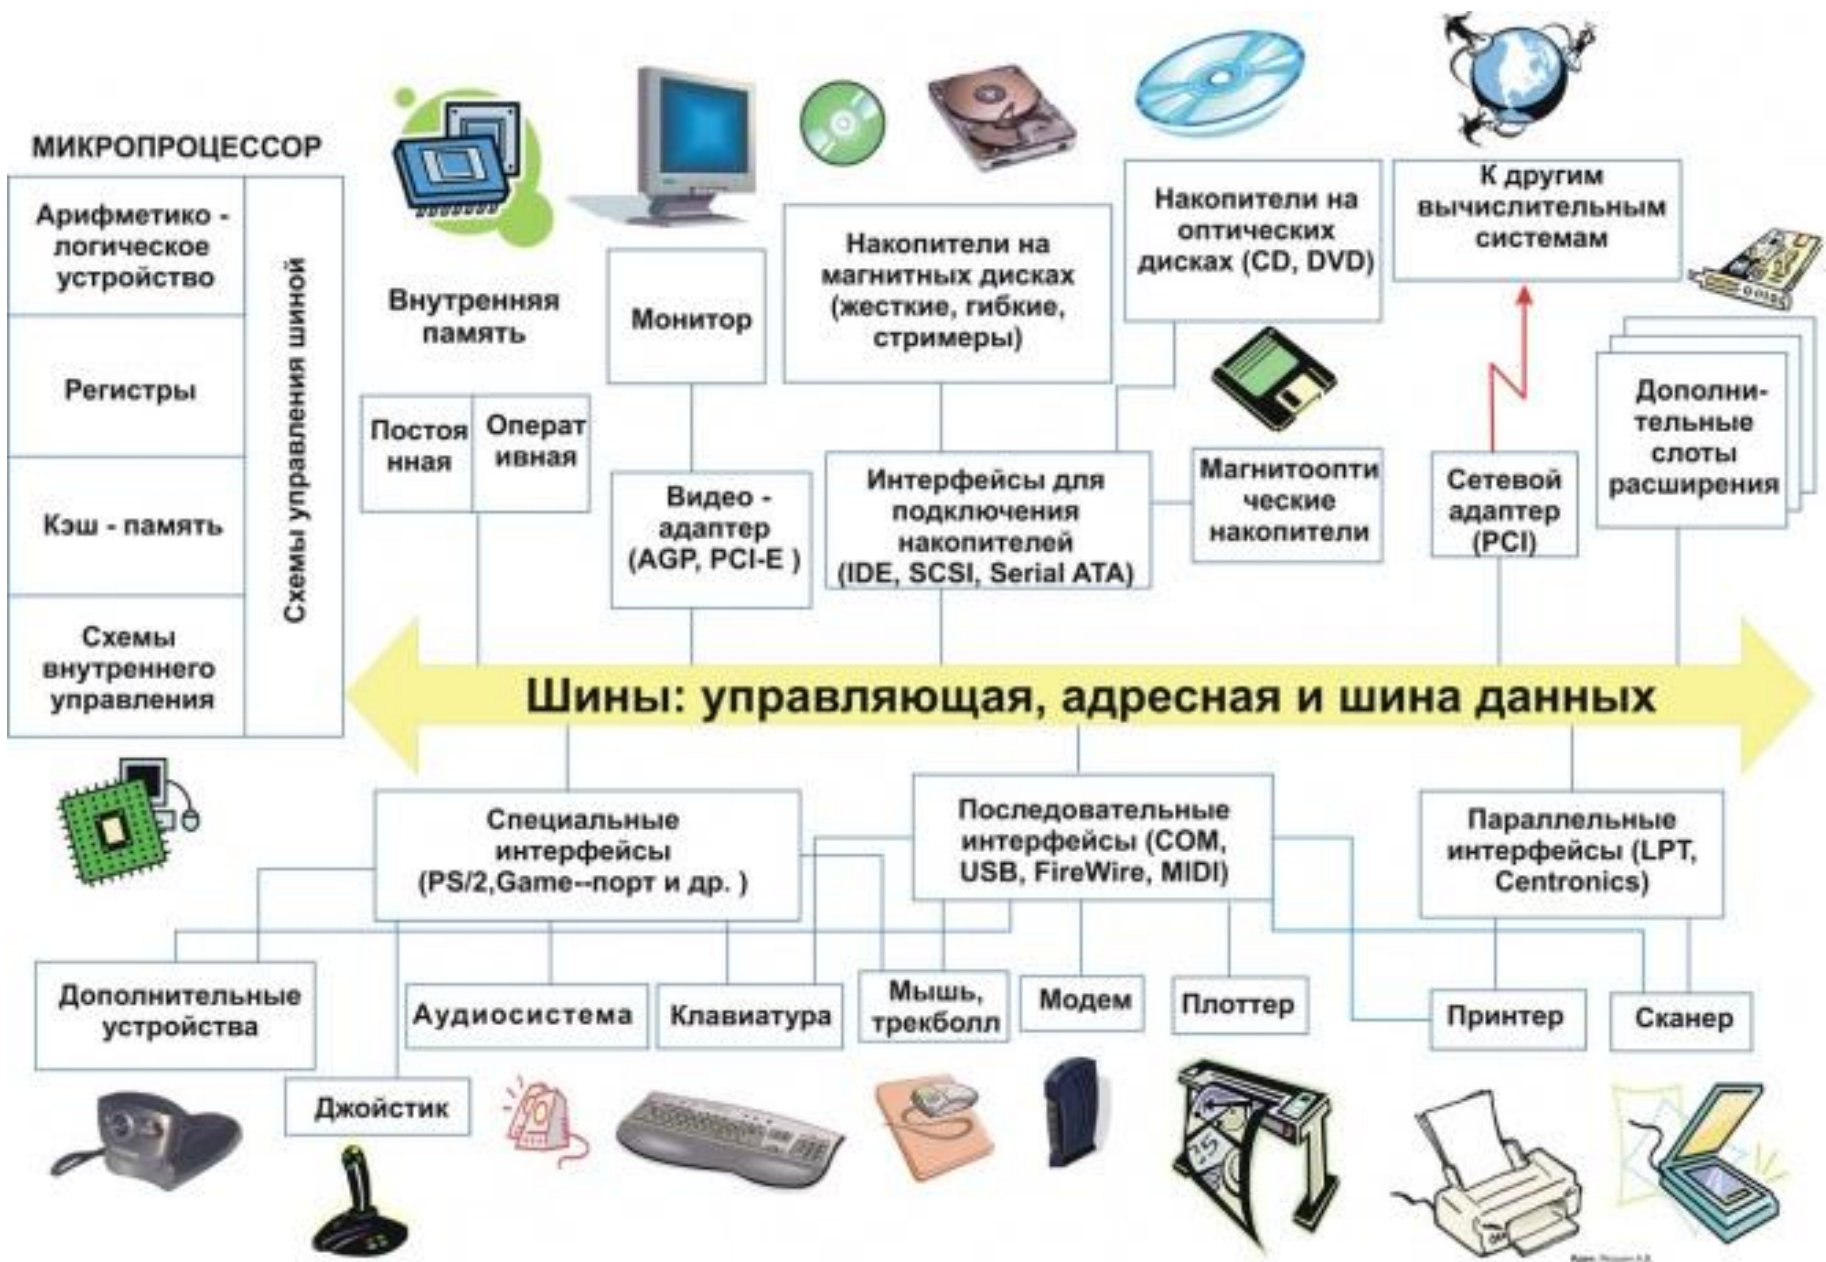 МИКРОПРОЦЕССОР
Арифметико -
логическое
устройство
Регистры
Кэш - память
Схемы
внутреннего
управления
Схемы управления шиной
Внутренняя
память
Постоя
нная
Операт
ивная
Монитор
Видео -
адаптер
(AGP, PCI-E )
Накопители на
магнитных дисках
(жесткие, гибкие,
стримеры)
Накопители на
оптических
дисках (CD, DVD)
Интерфейсы для
подключения
накопителей
(IDE, SCSI, Serial ATA)
Магнитоопти
ческие
накопители
К другим
вычислительным
системам
Сетевой
адаптер
(PCI)
Дополни-
тельные
слоты
расширения
Шины: управляющая, адресная и шина данных
Специальные
интерфейсы
(PS/2,Game--порт и др. )
Последовательные
интерфейсы (COM,
USB, FireWire, MIDI)
Параллельные
интерфейсы (LPT,
Centronics)
Дополнительные
устройства
Джойстик
Аудиосистема
Клавиатура
Мышь,
трекболл
Модем
Плоттер
Принтер
Сканер